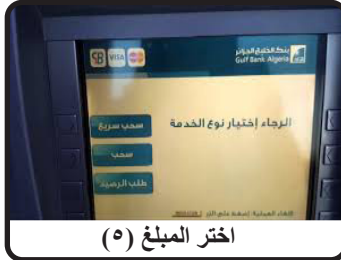 بنك الخليج الجزائر
Gulf Bank Algeria
VISA
الرجاء إختيار نوع الخدمة
سحب سريع
سحب
طلب الرصيد
اختر المبلغ (٥)